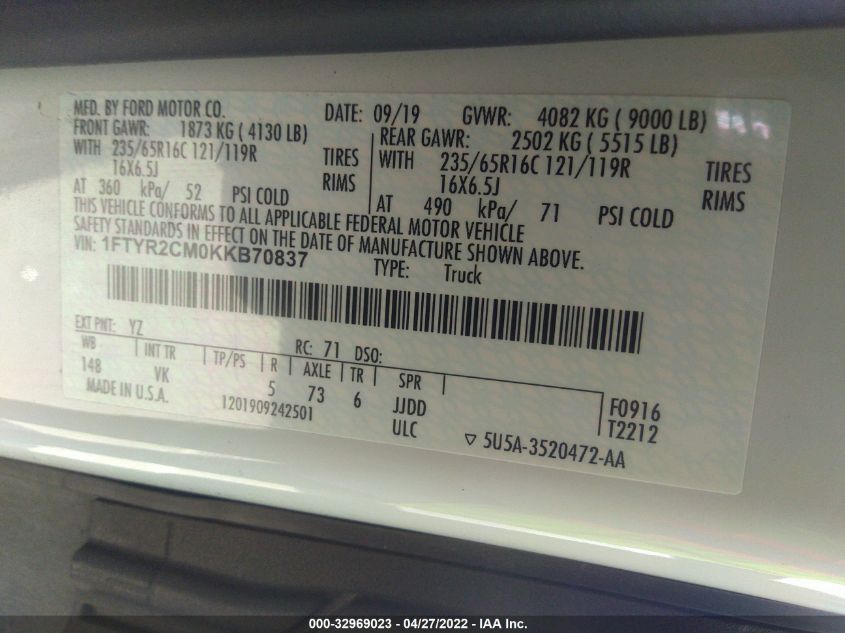 MFD. BY FORD MOTOR CO. DATE: 09/19 GVWR: 4082 KG ( 9000 LB)
FRONT GAWR: 1873 KG ( 4130 LB) REAR GAWR: 2502 KG ( 5515 LB)
WITH 235/65R16C 121/119R TIRES WITH 235/65R16C 121/119R TIRES
16X6.5J RIMS 16X6.5J RIMS
AT 360 kPa/ 52 PSI COLD AT 490 kPa/ 71 PSI COLD
THIS VEHICLE CONFORMS TO ALL APPLICABLE FEDERAL MOTOR VEHICLE
SAFETY STANDARDS IN EFFECT ON THE DATE OF MANUFACTURE SHOWN ABOVE.
VIN: 1FTYR2CM0KKB70837
TYPE: Truck
EXT PNT: YZ RC: 71 DSO:
WB INT TR TP/PS R AXLE TR SPR
148 VK 5 73 6 JJDD F0916
MADE IN U.S.A. 1201909242501 ULC T2212
▽ 5U5A-3520472-AA
000-32969023 - 04/27/2022 - IAA Inc.